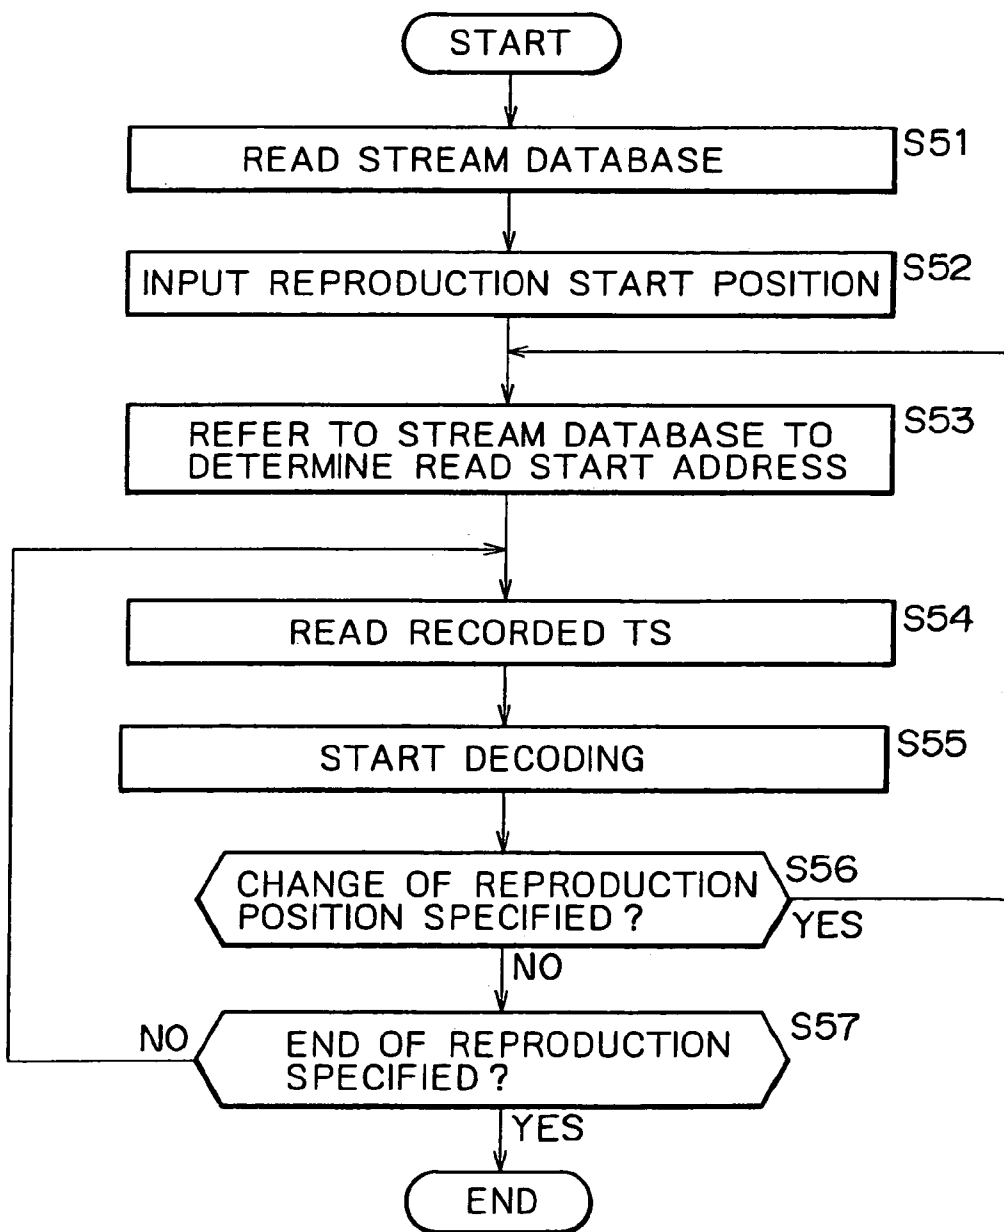 START
READ STREAM DATABASE
S51
INPUT REPRODUCTION START POSITION
S52
REFER TO STREAM DATABASE TO
DETERMINE READ START ADDRESS
S53
READ RECORDED TS
S54
START DECODING
S55
CHANGE OF REPRODUCTION
POSITION SPECIFIED?
S56
YES
NO
END OF REPRODUCTION
SPECIFIED?
S57
NO
YES
END